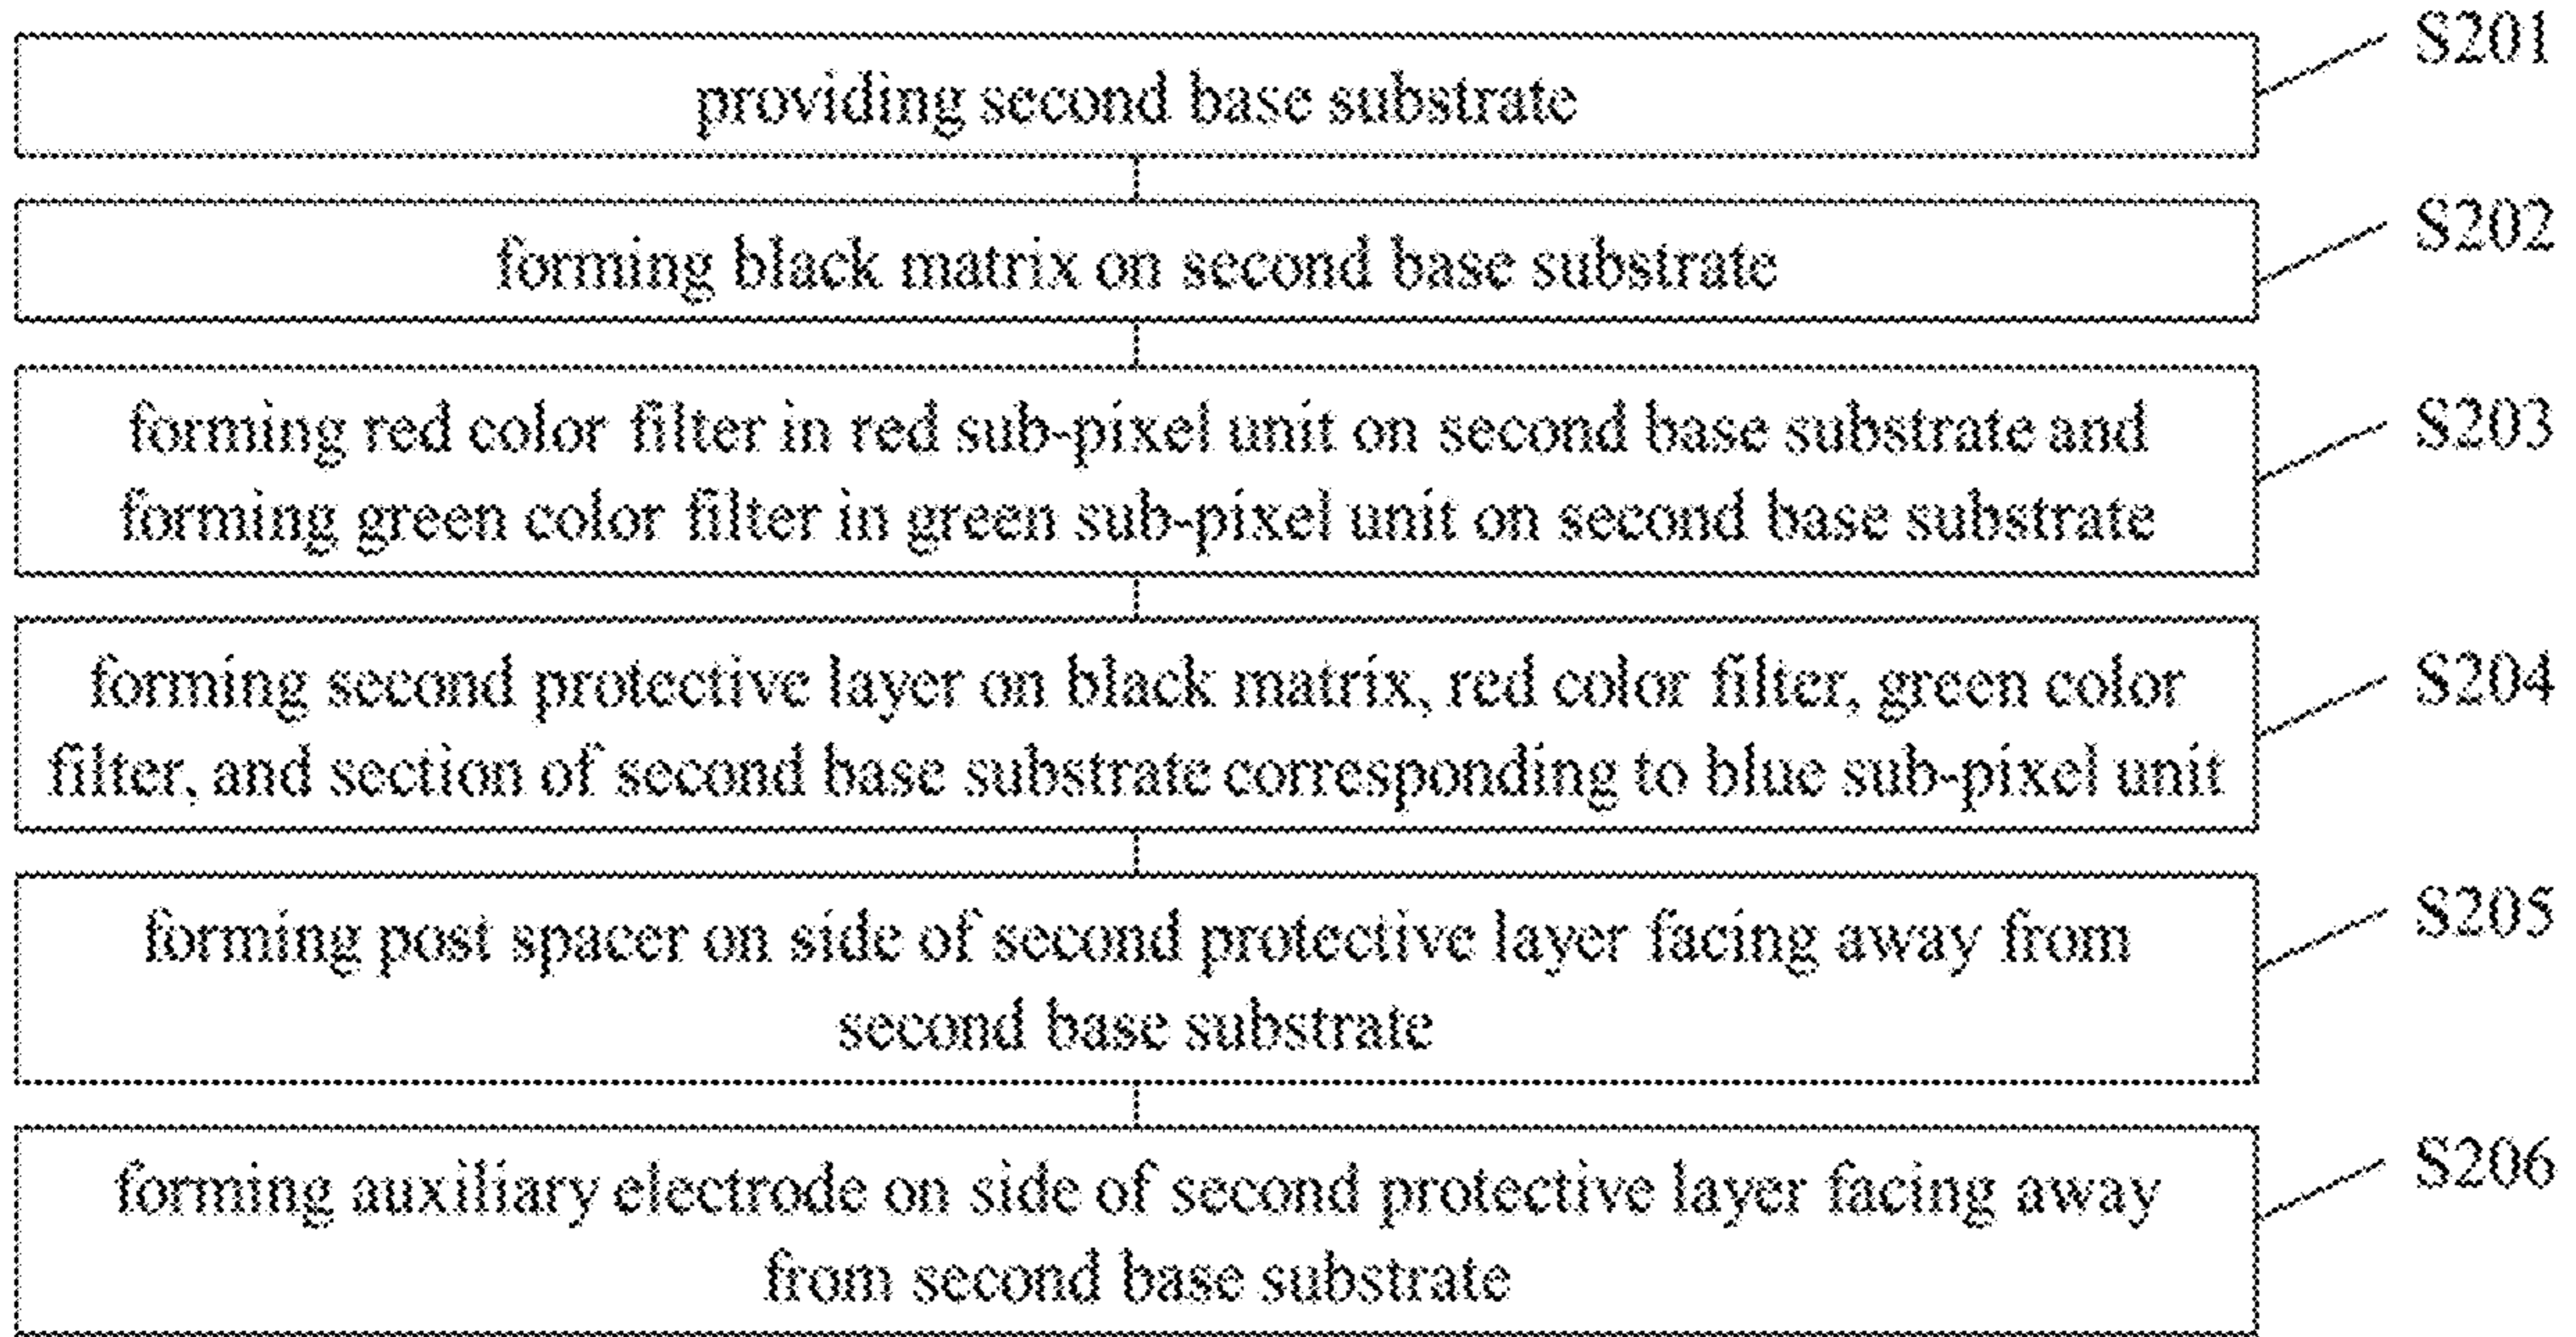 providing second base substrate
S201
forming black matrix on second base substrate
S202
forming red color filter in red sub-pixel unit on second base substrate and
forming green color filter in green sub-pixel unit on second base substrate
S203
forming second protective layer on black matrix, red color filter, green color
filter, and section of second base substrate corresponding to blue sub-pixel unit
S204
forming post spacer on side of second protective layer facing away from
second base substrate
S205
forming auxiliary electrode on side of second protective layer facing away
from second base substrate
S206